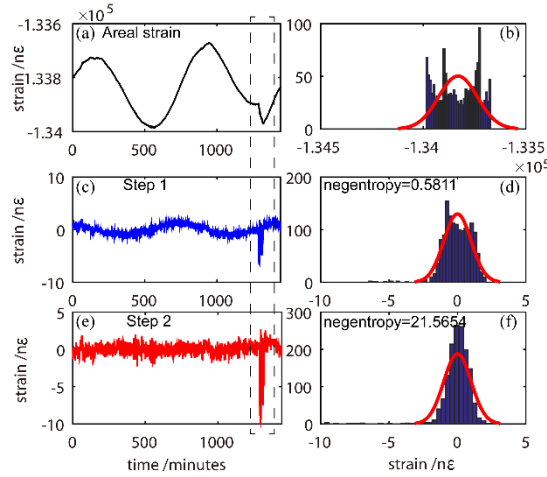 ×10⁵
-1.336
(a) Areal strain
-1.338
-1.34
strain /nε
0 500 1000
100
(b)
50
0
-1.345 -1.34 -1.335
×10⁵
10
(c) Step 1
0
-10
strain /nε
0 500 1000
200
negentropy=0.5811
(d)
100
0
-10 -5 0 5
5
(e) Step 2
0
-5
-10
strain /nε
0 500 1000
time /minutes
300
negentropy=21.5654
(f)
200
100
0
-10 -5 0 5
strain /nε